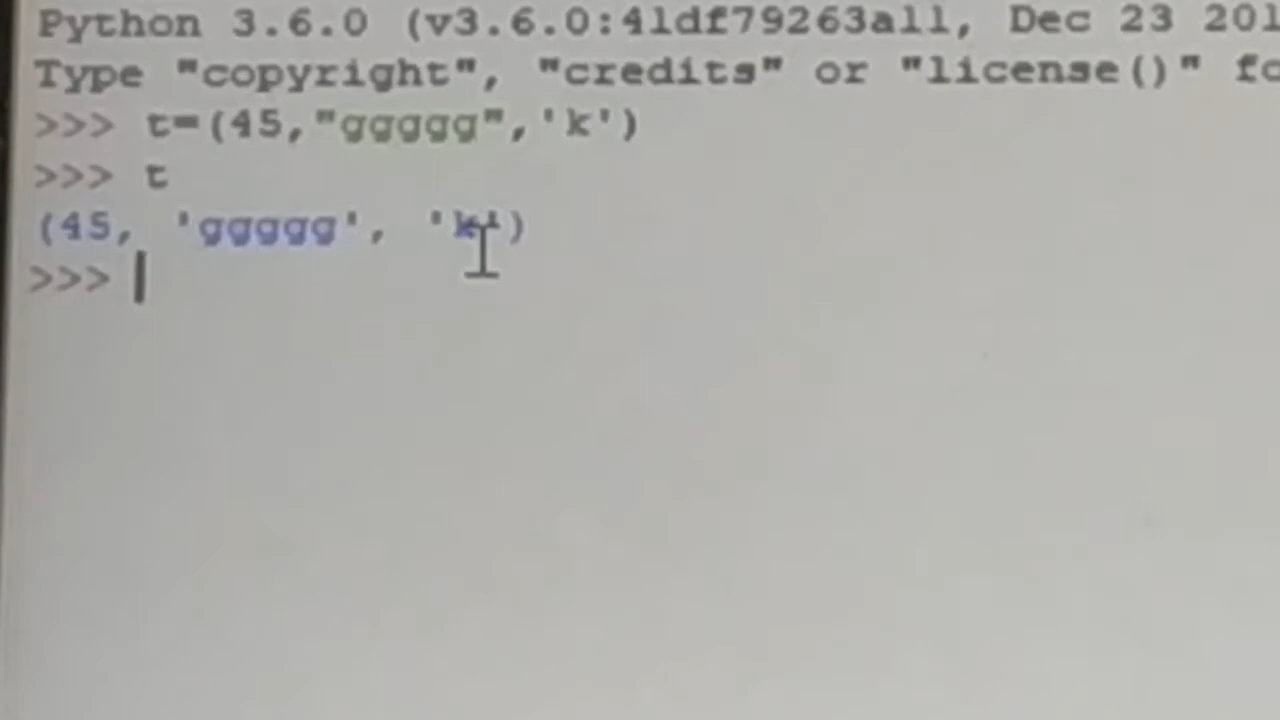 Python 3.6.0 (v3.6.0:41df79263a11, Dec 23 201
Type "copyright", "credits" or "license()" fo
>>> t=(45,"ggggg",'k')
>>> t
(45, 'ggggg', 'k')
>>>